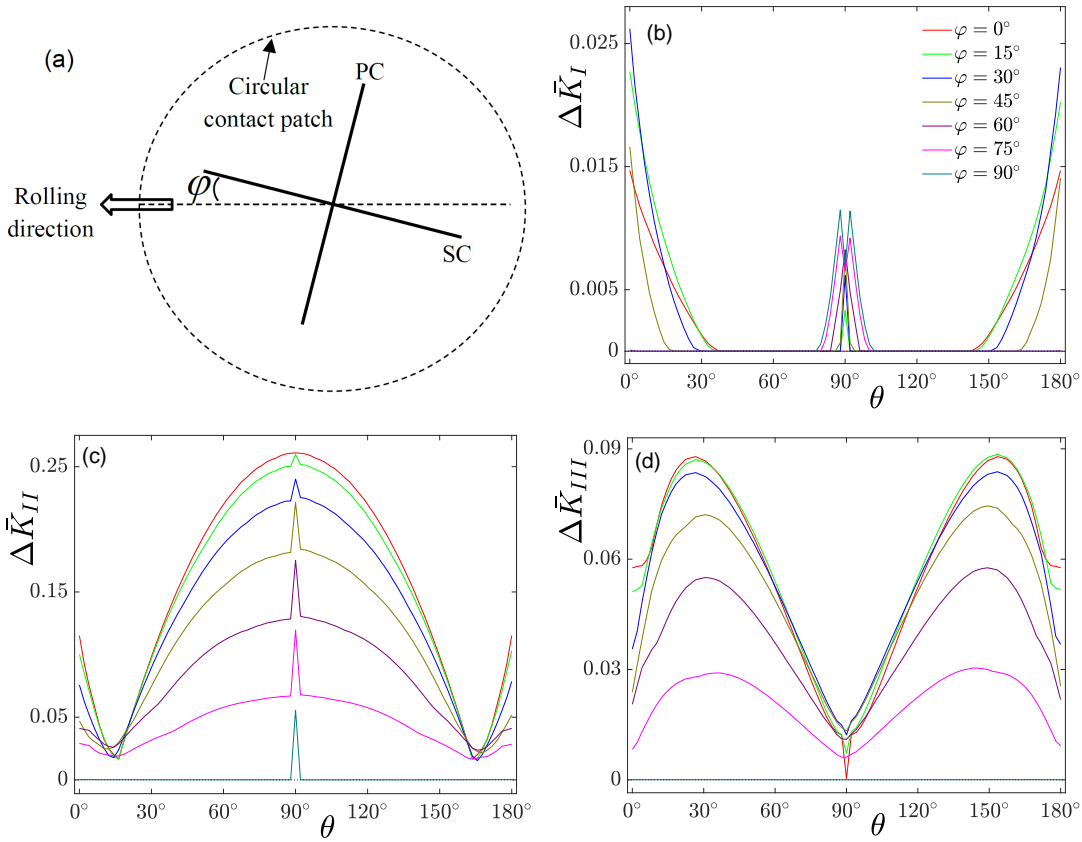 (a)
PC
Circular
contact patch
φ
Rolling
direction
SC
(b)
ΔK̄_I
0.025
0.015
0.005
0
φ = 0°
φ = 15°
φ = 30°
φ = 45°
φ = 60°
φ = 75°
φ = 90°
0° 30° 60° 90° 120° 150° 180°
θ
(c)
ΔK̄_II
0.25
0.15
0.05
0
0° 30° 60° 90° 120° 150° 180°
θ
(d)
ΔK̄_III
0.09
0.06
0.03
0
0° 30° 60° 90° 120° 150° 180°
θ